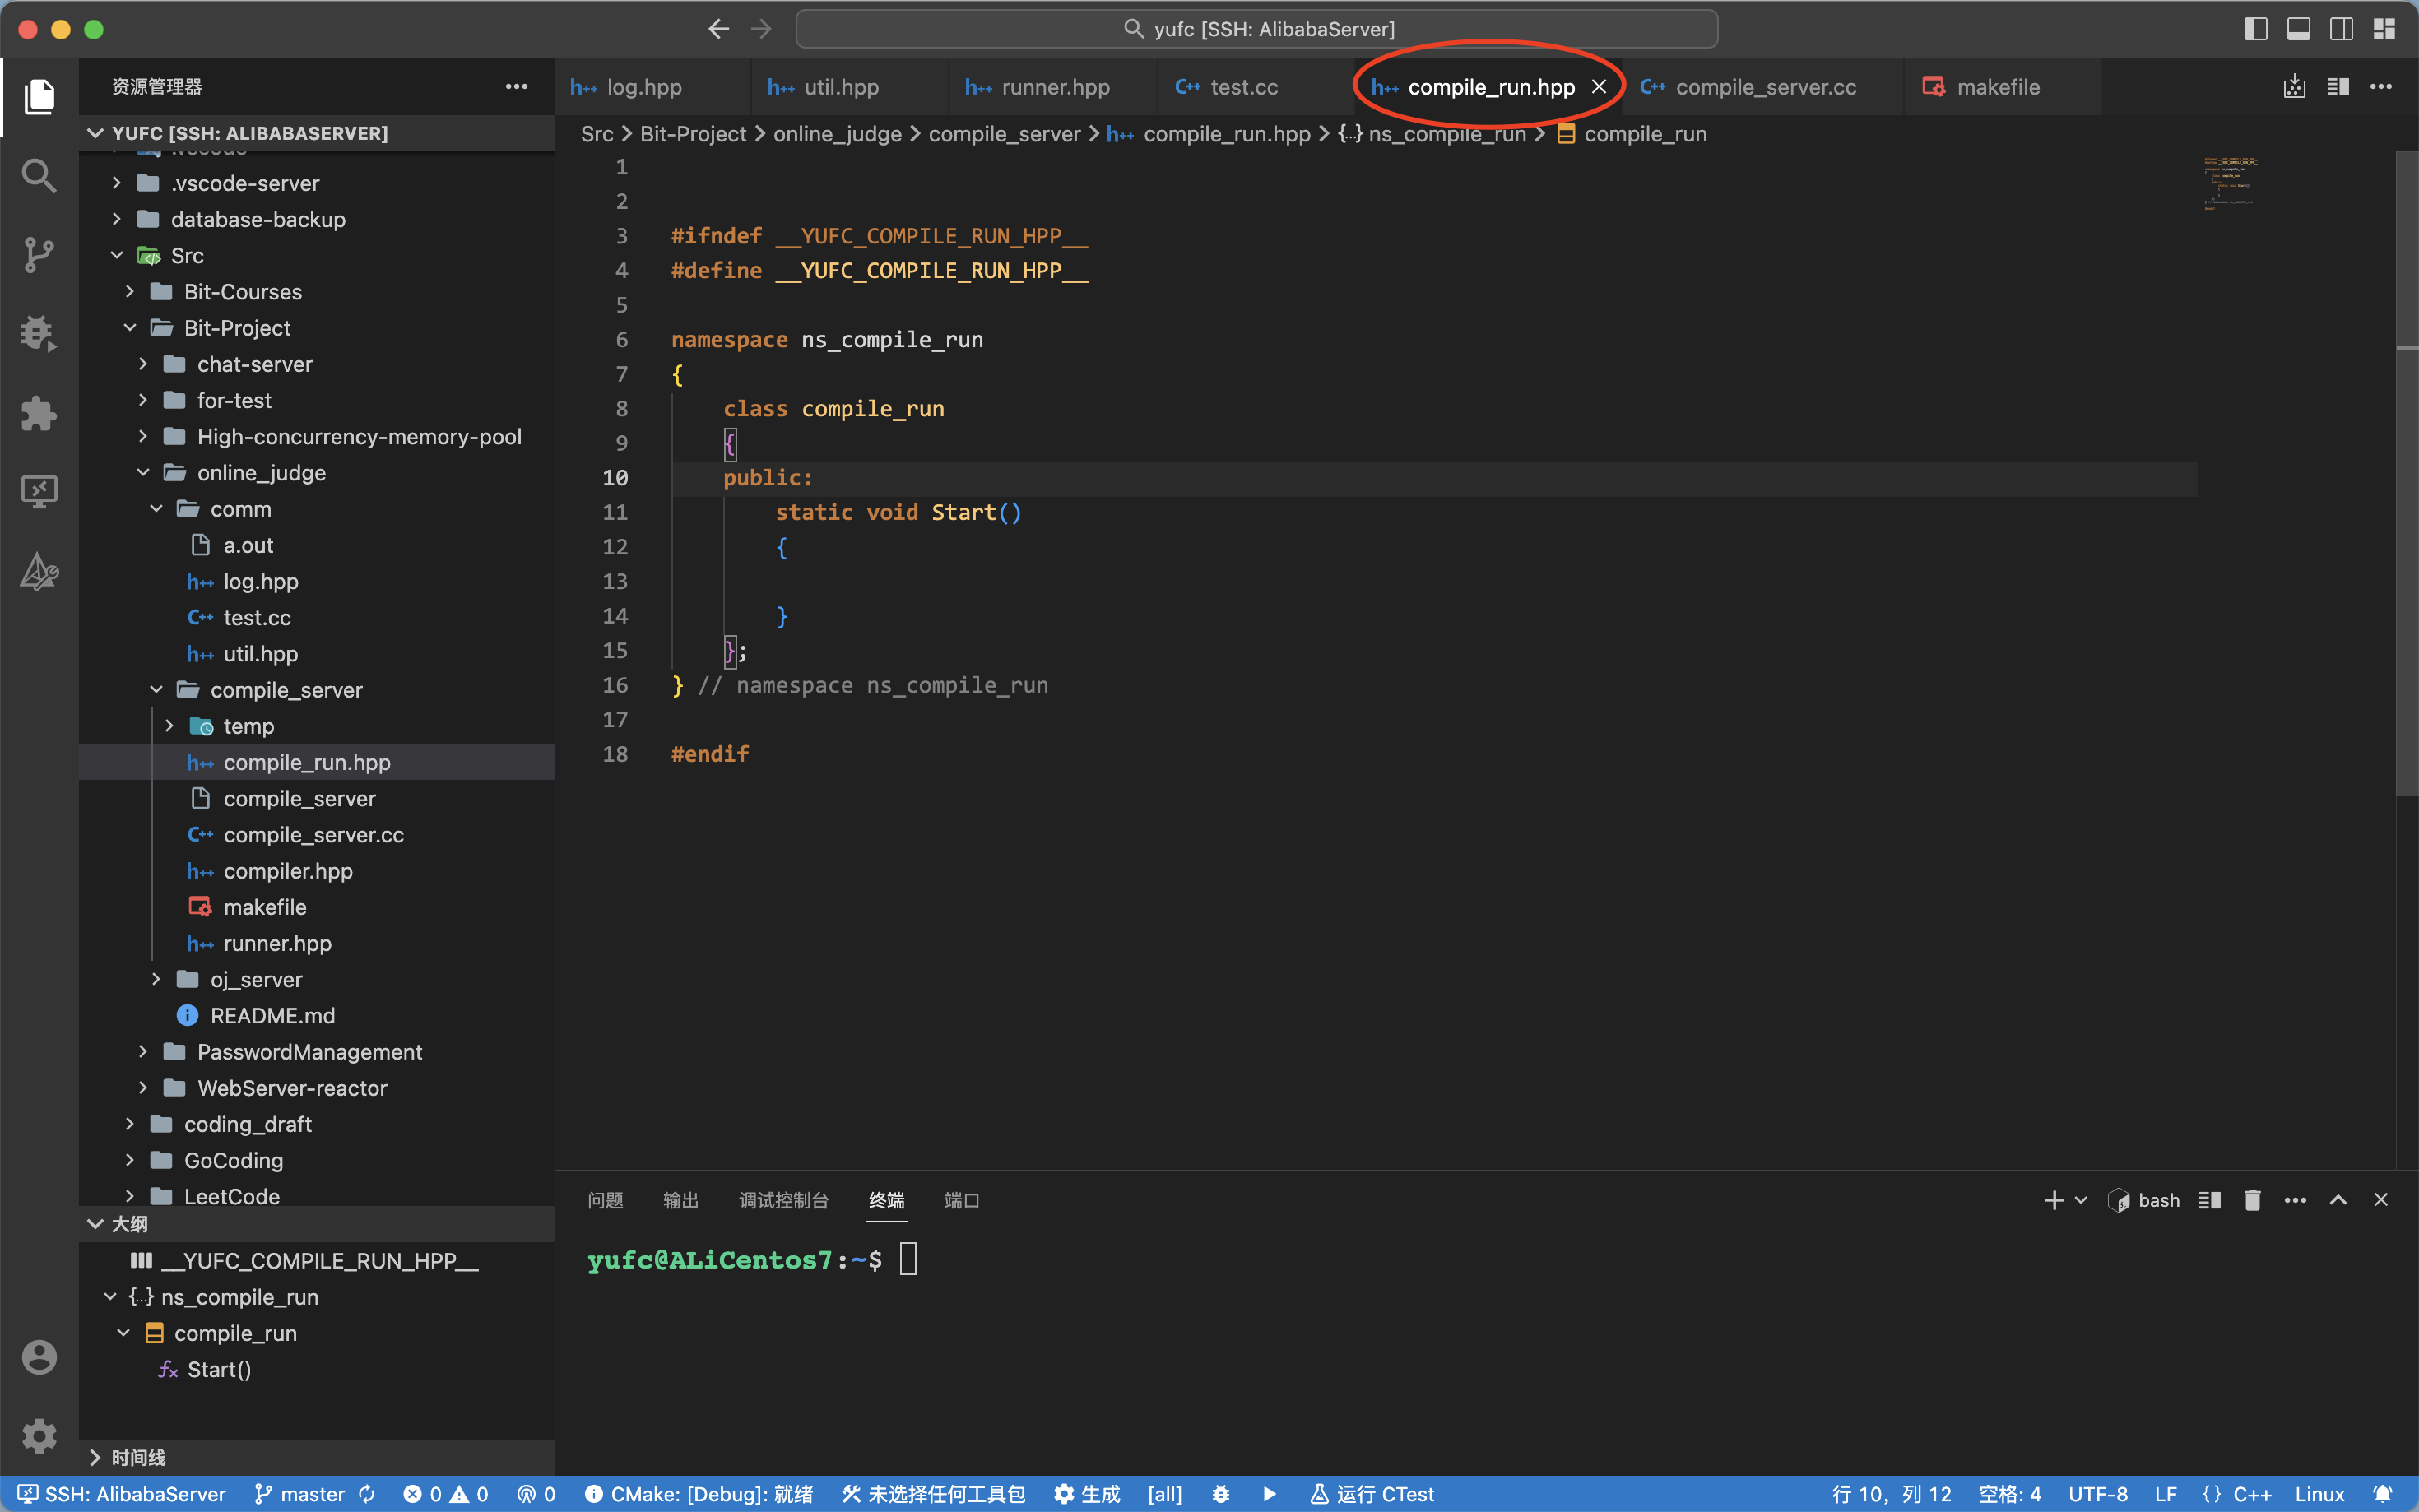 yufc [SSH: AlibabaServer]
资源管理器
log.hpp
util.hpp
runner.hpp
test.cc
compile_run.hpp
compile_server.cc
makefile
YUFC [SSH: ALIBABASERVER]
Src > Bit-Project > online_judge > compile_server > compile_run.hpp > {} ns_compile_run > compile_run
.vscode
.vscode-server
database-backup
Src
Bit-Courses
Bit-Project
chat-server
for-test
High-concurrency-memory-pool
online_judge
comm
a.out
log.hpp
test.cc
util.hpp
compile_server
temp
compile_run.hpp
compile_server
compile_server.cc
compiler.hpp
makefile
runner.hpp
oj_server
README.md
PasswordManagement
WebServer-reactor
coding_draft
GoCoding
LeetCode
大纲
__YUFC_COMPILE_RUN_HPP__
{} ns_compile_run
compile_run
Start()
时间线
1
2
3 #ifndef __YUFC_COMPILE_RUN_HPP__
4 #define __YUFC_COMPILE_RUN_HPP__
5
6 namespace ns_compile_run
7 {
8 class compile_run
9 {
10 public:
11 static void Start()
12 {
13
14 }
15 };
16 } // namespace ns_compile_run
17
18 #endif
问题 输出 调试控制台 终端 端口
bash
yufc@ALiCentos7:~$
SSH: AlibabaServer master 0 0 0 CMake: [Debug]: 就绪 未选择任何工具包 生成 [all] 运行 CTest 行 10, 列 12 空格: 4 UTF-8 LF {} C++ Linux